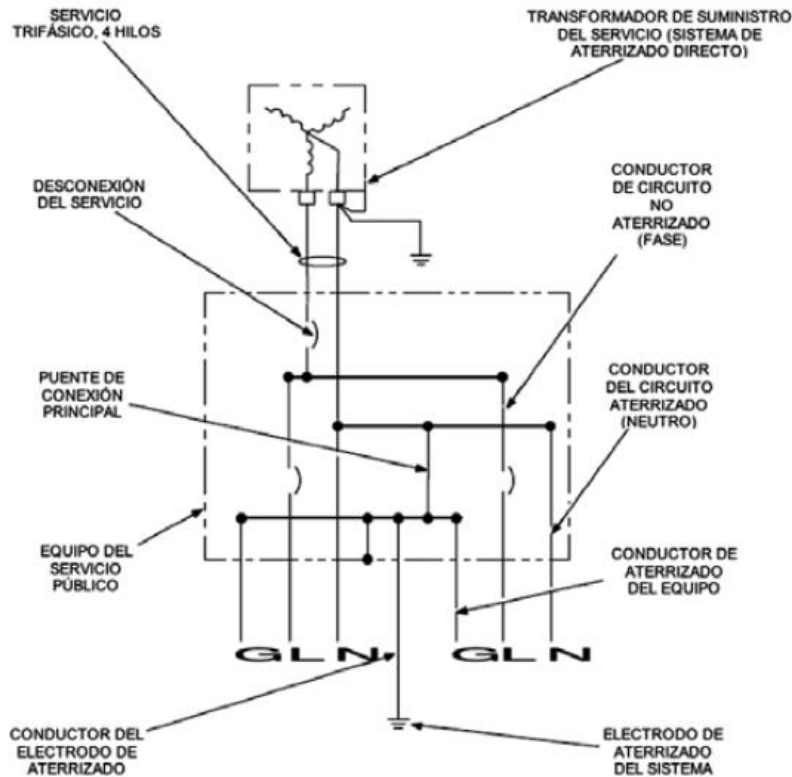 SERVICIO
TRIFÁSICO, 4 HILOS
TRANSFORMADOR DE SUMINISTRO
DEL SERVICIO (SISTEMA DE
ATERRIZADO DIRECTO)
DESCONEXIÓN
DEL SERVICIO
CONDUCTOR
DE CIRCUITO
NO
ATERRIZADO
(FASE)
PUENTE DE
CONEXIÓN
PRINCIPAL
CONDUCTOR
DEL CIRCUITO
ATERRIZADO
(NEUTRO)
EQUIPO DEL
SERVICIO
PÚBLICO
CONDUCTOR DE
ATERRIZADO
DEL EQUIPO
G L N G L N
CONDUCTOR DEL
ELECTRODO DE
ATERRIZADO
ELECTRODO DE
ATERRIZADO
DEL SISTEMA